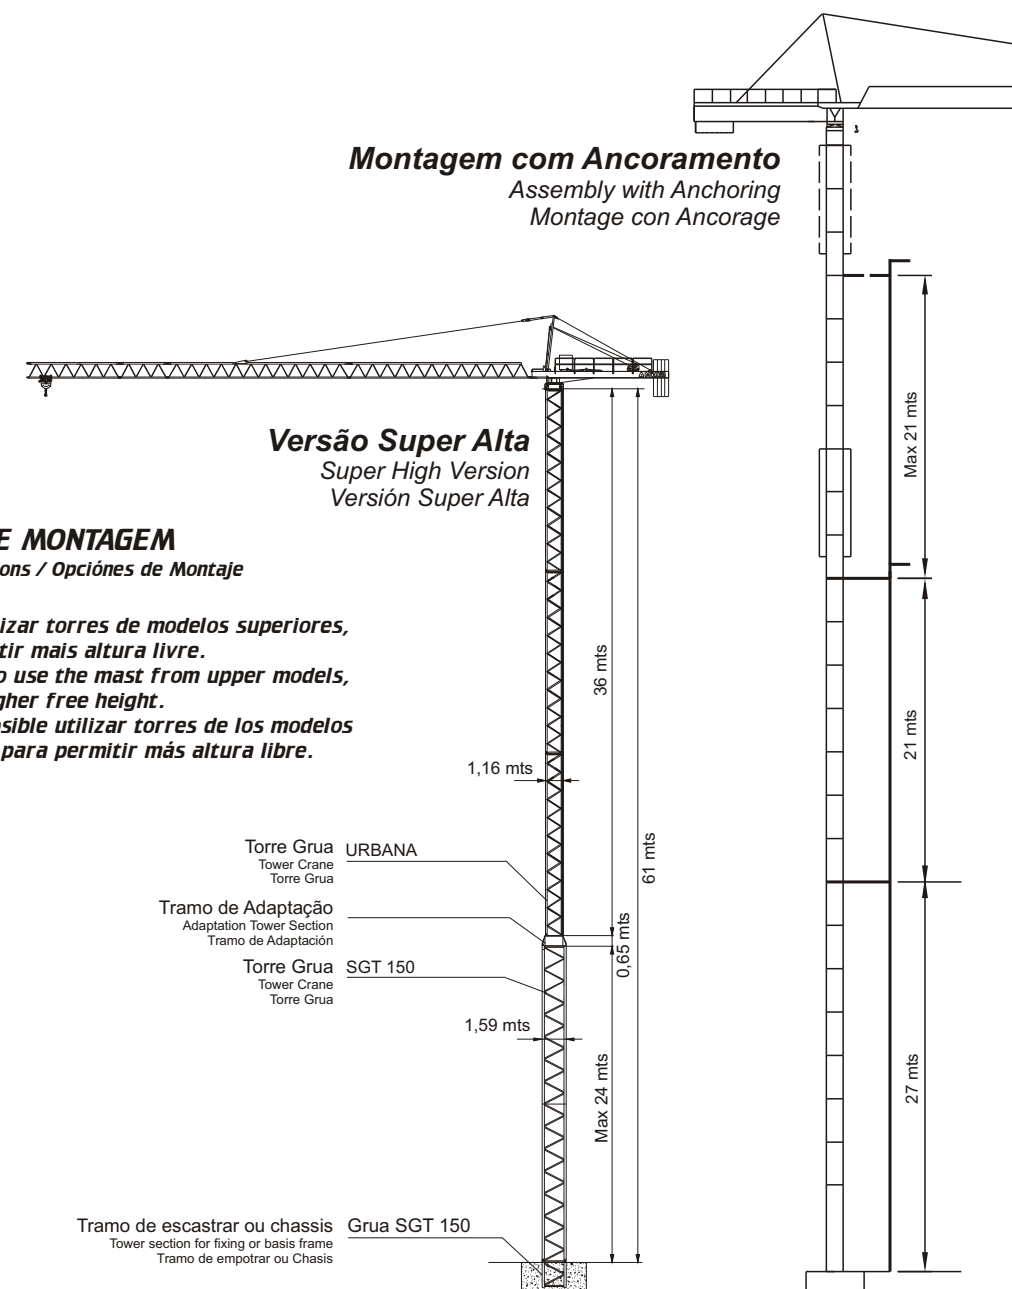 Montagem com Ancoramento
Assembly with Anchoring
Montage con Ancorage
Versão Super Alta
Super High Version
Versión Super Alta
E MONTAGEM
ons / Opciónes de Montaje
izar torres de modelos superiores,
tir mais altura livre.
o use the mast from upper models,
gher free height.
sible utilizar torres de los modelos
para permitir más altura libre.
Max 21 mts
36 mts
21 mts
1,16 mts
61 mts
Torre Grua URBANA
Tower Crane
Torre Grua
Tramo de Adaptação
Adaptation Tower Section
Tramo de Adaptación
0,65 mts
Torre Grua SGT 150
Tower Crane
Torre Grua
1,59 mts
Max 24 mts
27 mts
Tramo de escastrar ou chassis Grua SGT 150
Tower section for fixing or basis frame
Tramo de empotrar ou Chasis